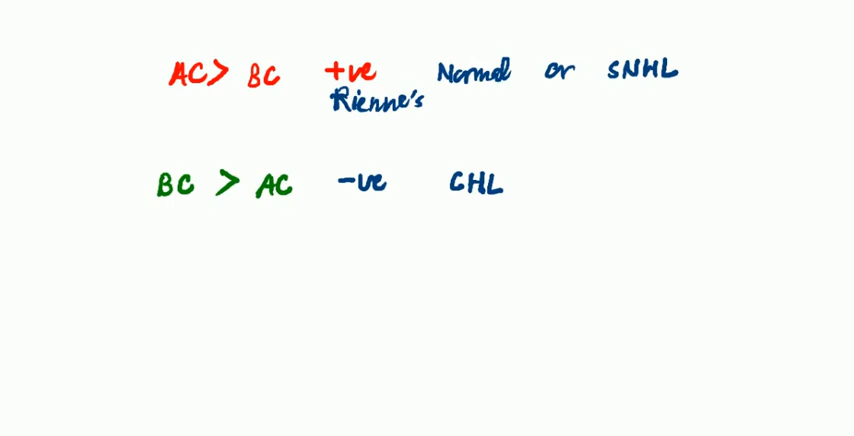 AC > BC +ve Normal or SNHL
Rienne's
BC > AC -ve CHL